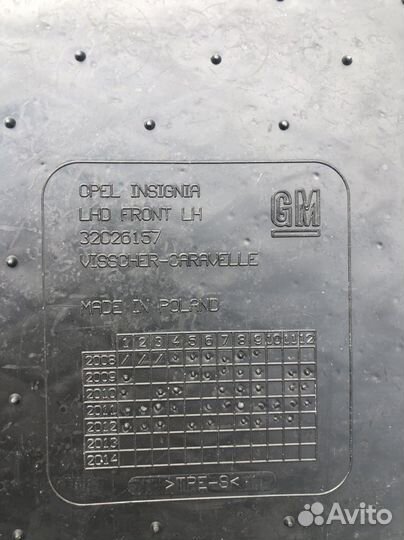 OPEL INSIGNIA
LHD FRONT LH
GM
32026157
VISSCHER-CARAVELLE
MADE IN POLAND
1 2 3 4 5 6 7 8 9 10 11 12
2008
2009
2010
2011
2012
2013
2014
>TPE-S<
Avito